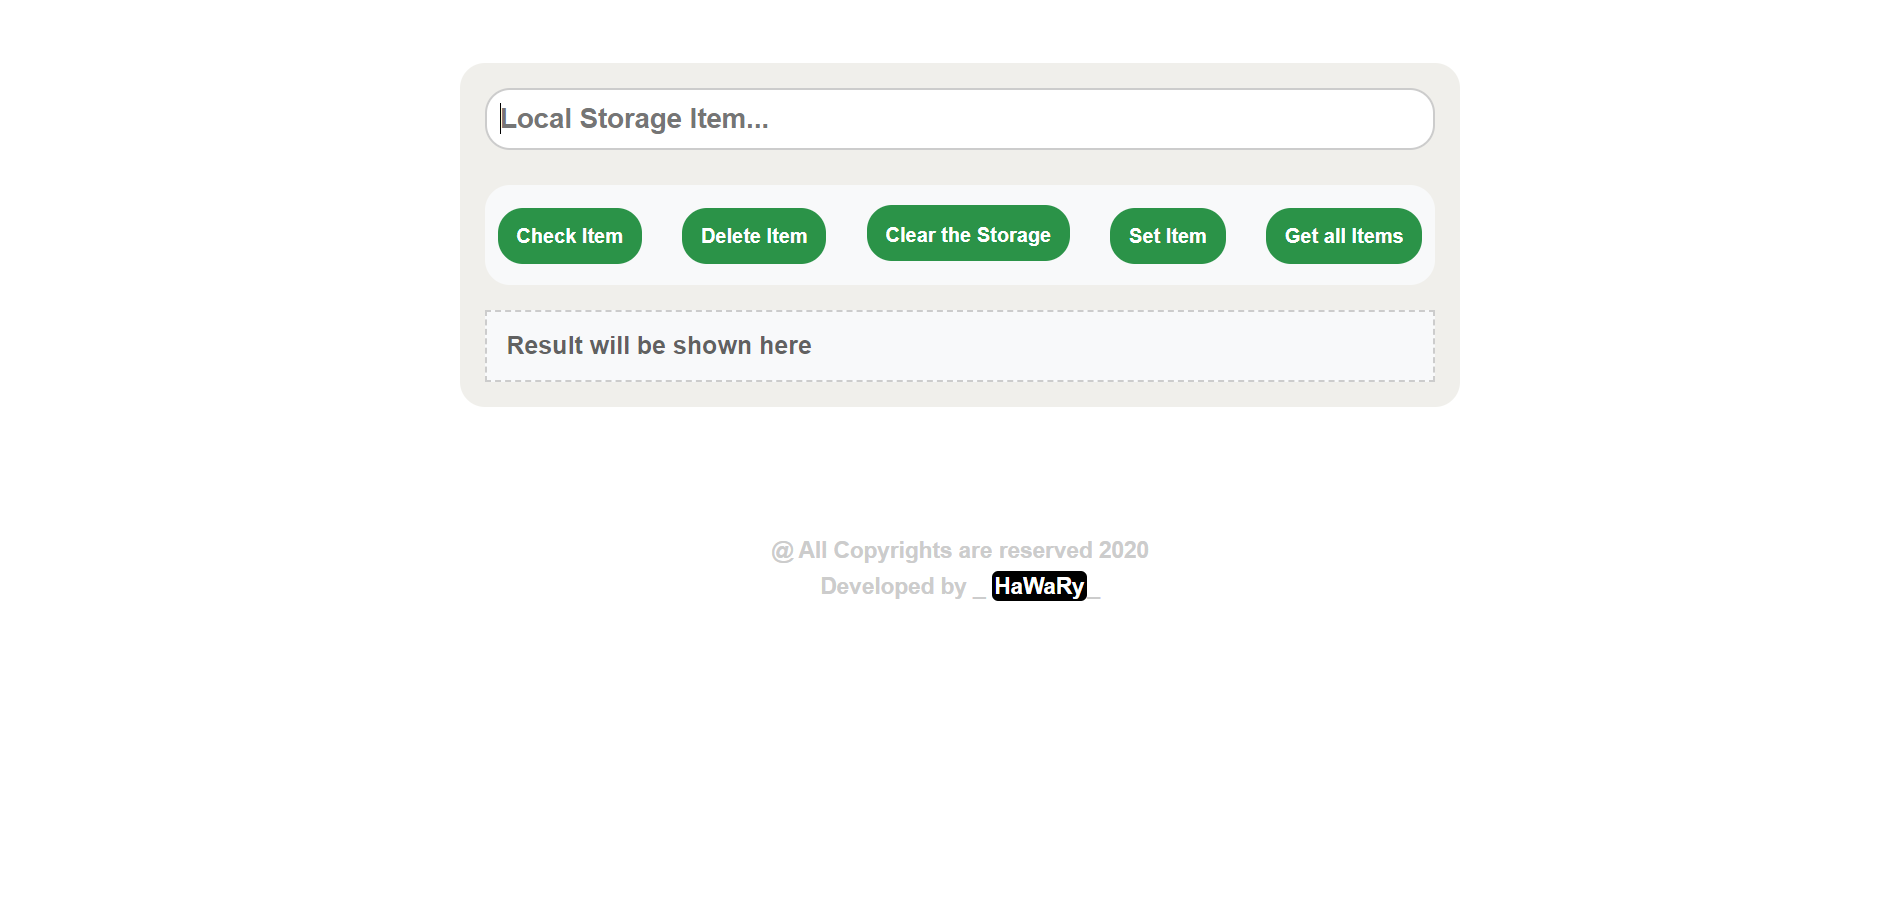 Local Storage Item...
Check Item Delete Item Clear the Storage Set Item Get all Items
Result will be shown here
@ All Copyrights are reserved 2020
Developed by _ HaWaRy_